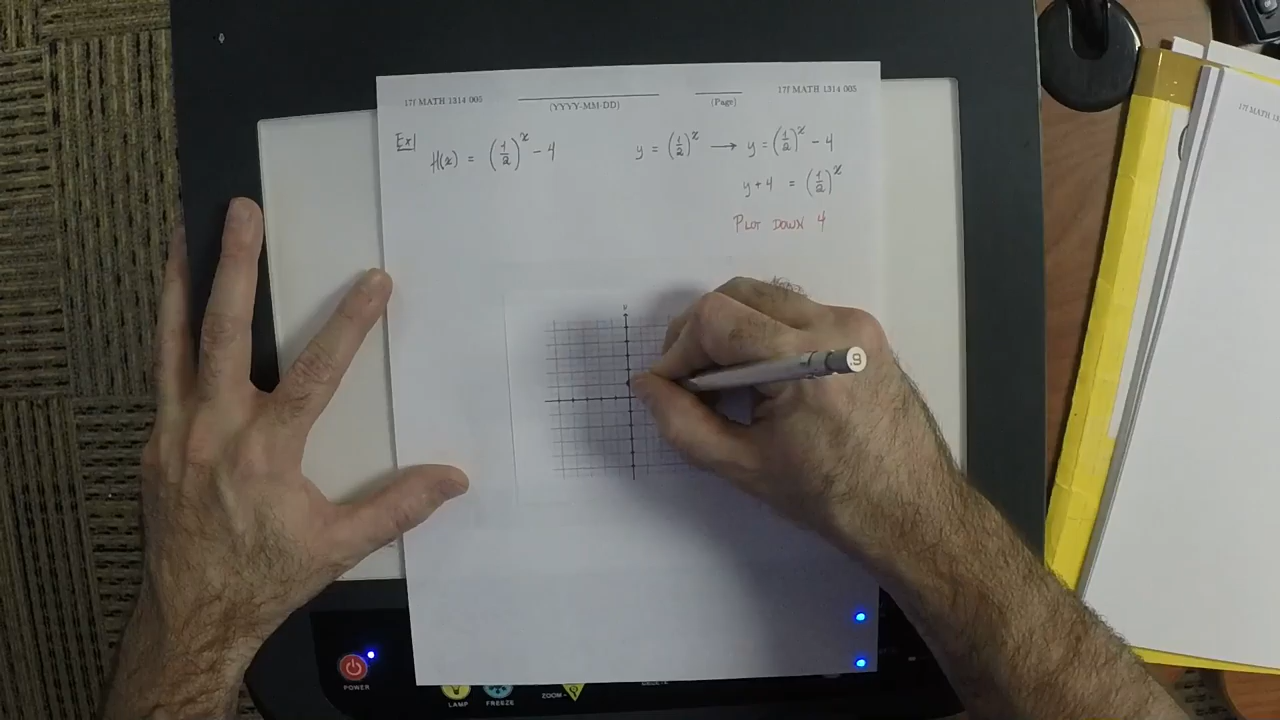 17f MATH 1314 005
(YYYY-MM-DD)
(Page)
17f MATH 1314 005
Ex) H(x) = (1/2)^x - 4
y = (1/2)^x → y = (1/2)^x - 4
y + 4 = (1/2)^x
PLOT DOWN 4
.9
POWER
LAMP
FREEZE
ZOOM